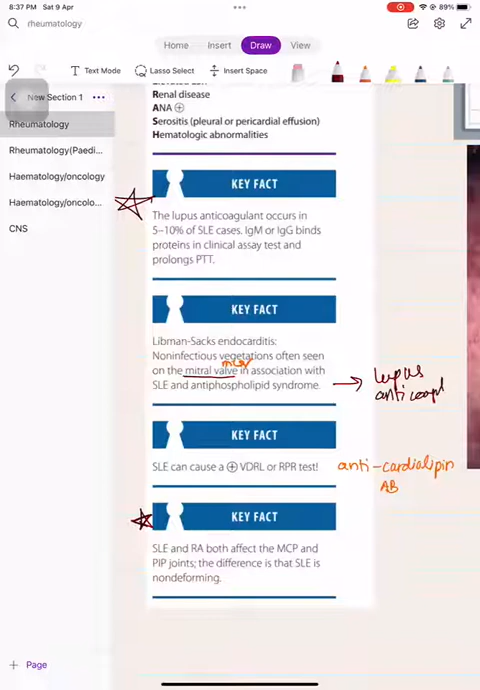 8:37 PM Sat 9 Apr
89%
rheumatology
Home Insert Draw View
Text Mode Lasso Select Insert Space
New Section 1
Rheumatology
Rheumatology(Paedi...
Haematology/oncology
Haematology/oncolo...
CNS
Renal disease
ANA ⊕
Serositis (pleural or pericardial effusion)
Hematologic abnormalities
KEY FACT
The lupus anticoagulant occurs in
5–10% of SLE cases. IgM or IgG binds
proteins in clinical assay test and
prolongs PTT.
KEY FACT
Libman-Sacks endocarditis:
Noninfectious vegetations often seen
on the mitral valve in association with
SLE and antiphospholipid syndrome.
lupus
anticoagl
KEY FACT
SLE can cause a ⊕ VDRL or RPR test!
anti-cardialipin
AB
KEY FACT
SLE and RA both affect the MCP and
PIP joints; the difference is that SLE is
nondeforming.
Page